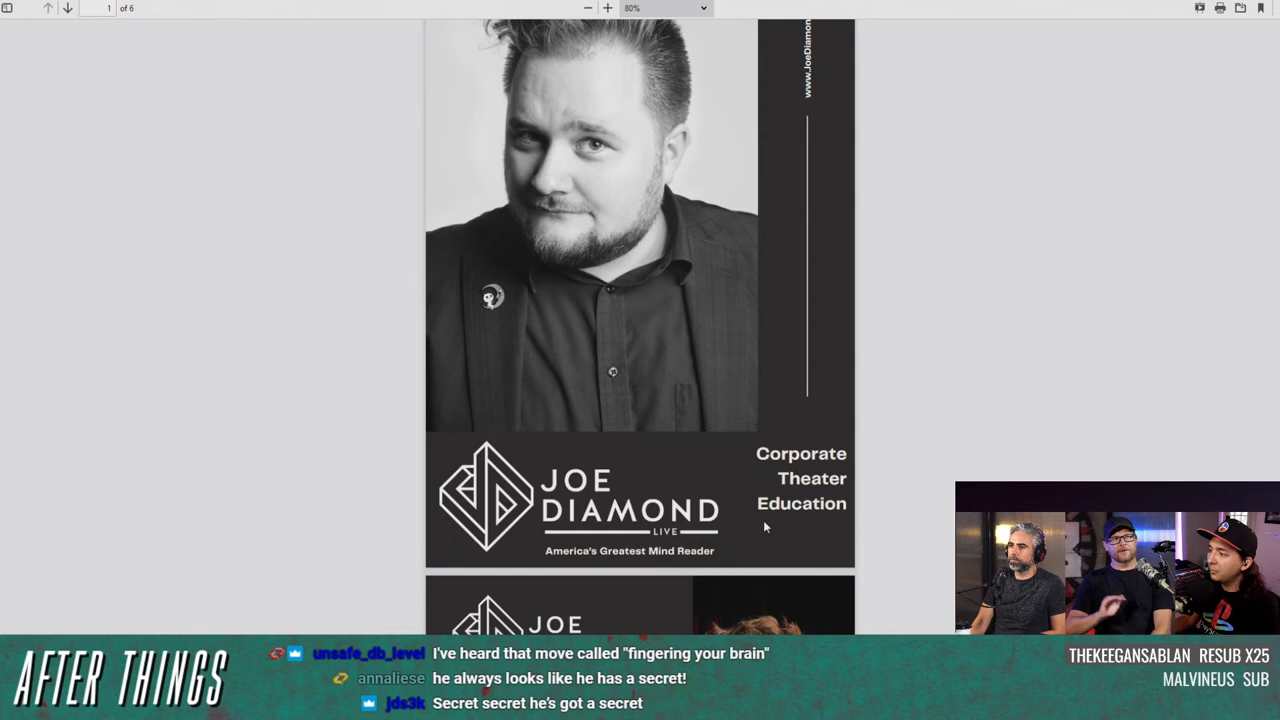 1 of 6
80%
www.JoeDiamon
JOE
DIAMOND
LIVE
America's Greatest Mind Reader
Corporate
Theater
Education
JOE
AFTER THINGS
unsafe_db_level I've heard that move called "fingering your brain"
annaliese he always looks like he has a secret!
jds3k Secret secret he's got a secret
THEKEEGANSABLAN RESUB X25
MALVINEUS SUB